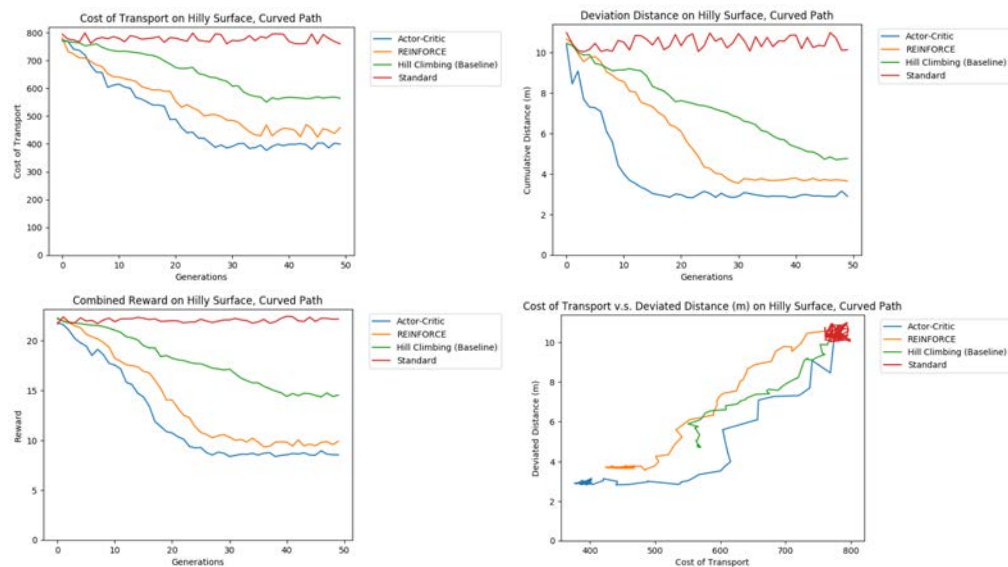 Cost of Transport on Hilly Surface, Curved Path
800
700
600
500
400
300
200
100
0
Cost of Transport
0 10 20 30 40 50
Generations
Actor-Critic
REINFORCE
Hill Climbing (Baseline)
Standard
Deviation Distance on Hilly Surface, Curved Path
10
8
6
4
2
0
Cumulative Distance (m)
0 10 20 30 40 50
Generations
Actor-Critic
REINFORCE
Hill Climbing (Baseline)
Standard
Combined Reward on Hilly Surface, Curved Path
20
15
10
5
0
Reward
0 10 20 30 40 50
Generations
Actor-Critic
REINFORCE
Hill Climbing (Baseline)
Standard
Cost of Transport v.s. Deviated Distance (m) on Hilly Surface, Curved Path
10
8
6
4
2
0
Deviated Distance (m)
400 500 600 700 800
Cost of Transport
Actor-Critic
REINFORCE
Hill Climbing (Baseline)
Standard